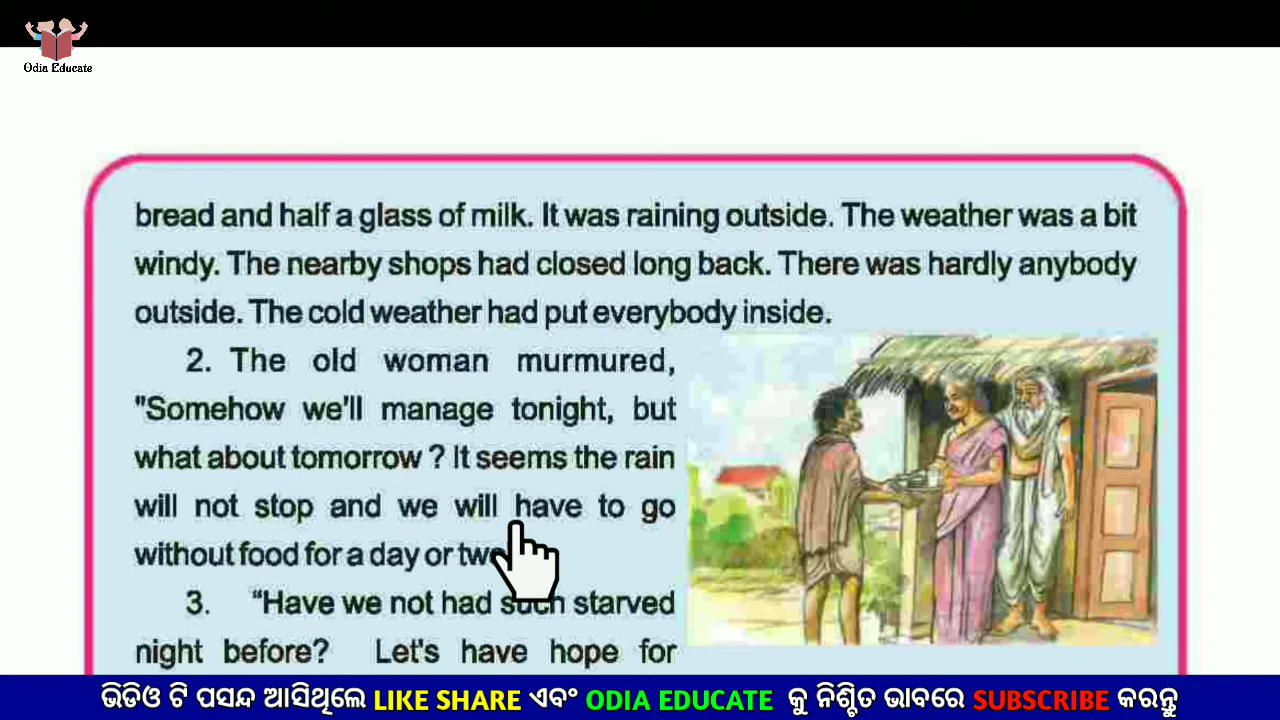 Odia Educate
bread and half a glass of milk. It was raining outside. The weather was a bit
windy. The nearby shops had closed long back. There was hardly anybody
outside. The cold weather had put everybody inside.
2. The old woman murmured,
"Somehow we'll manage tonight, but
what about tomorrow ? It seems the rain
will not stop and we will have to go
without food for a day or two
3. “Have we not had such starved
night before? Let's have hope for
ଭିଡିଓ ଟି ପସନ୍ଦ ଆସିଥିଲେ LIKE SHARE ଏବଂ ODIA EDUCATE କୁ ନିଶ୍ଚିତ ଭାବରେ SUBSCRIBE କରନ୍ତୁ